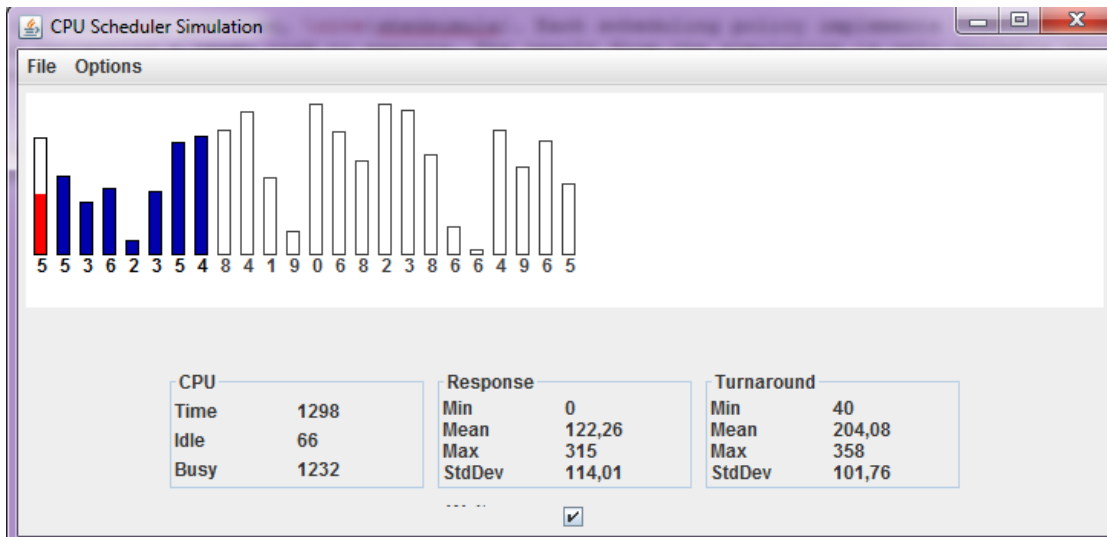 CPU Scheduler Simulation
File Options
5 5 3 6 2 3 5 4 8 4 1 9 0 6 8 2 3 8 6 6 4 9 6 5
CPU
Time 1298
Idle 66
Busy 1232
Response
Min 0
Mean 122,26
Max 315
StdDev 114,01
Turnaround
Min 40
Mean 204,08
Max 358
StdDev 101,76